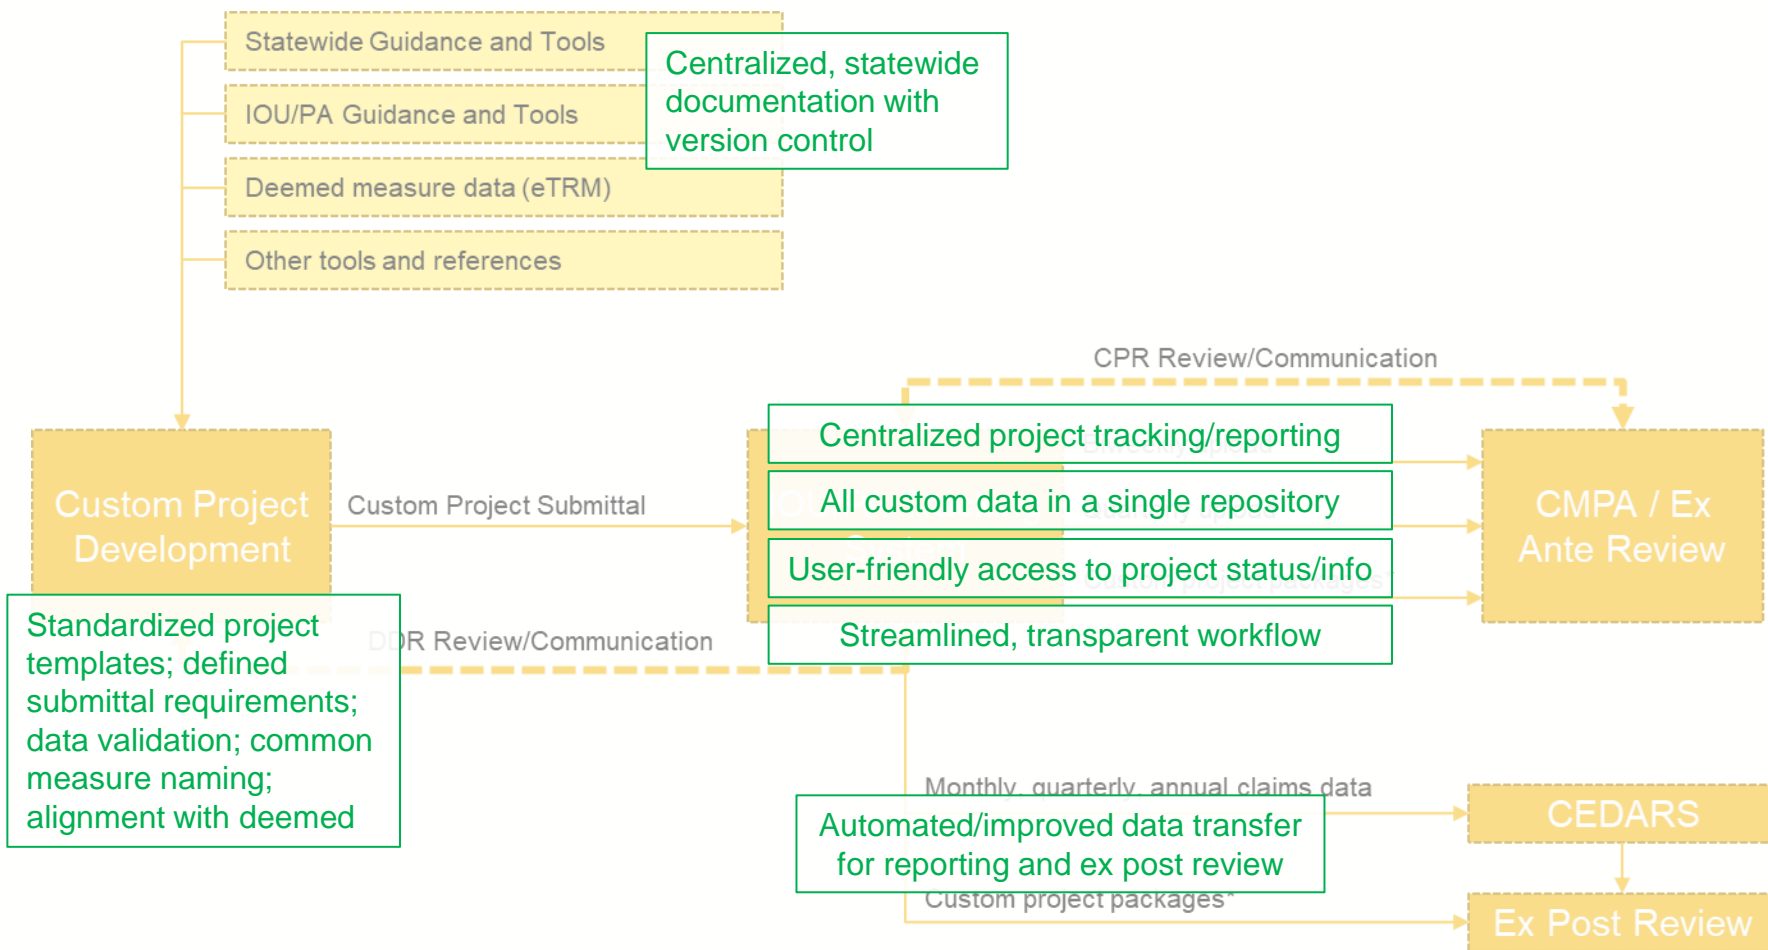 Statewide Guidance and Tools
Centralized, statewide
documentation with
version control
IOU/PA Guidance and Tools
Deemed measure data (eTRM)
Other tools and references
CPR Review/Communication
Custom Project
Development
Custom Project Submittal
Centralized project tracking/reporting
All custom data in a single repository
User-friendly access to project status/info
Streamlined, transparent workflow
CMPA / Ex
Ante Review
Custom project packages*
Standardized project
templates; defined
submittal requirements;
data validation; common
measure naming;
alignment with deemed
DDR Review/Communication
Monthly, quarterly, annual claims data
Automated/improved data transfer
for reporting and ex post review
Custom project packages*
CEDARS
Ex Post Review